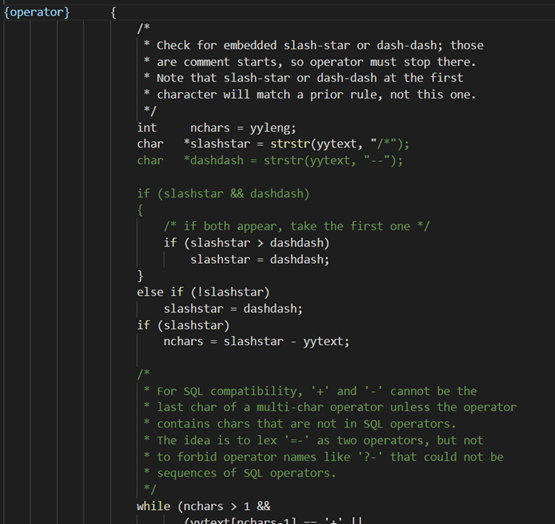 {operator} {
/*
* Check for embedded slash-star or dash-dash; those
* are comment starts, so operator must stop there.
* Note that slash-star or dash-dash at the first
* character will match a prior rule, not this one.
*/
int nchars = yyleng;
char *slashstar = strstr(yytext, "/*");
char *dashdash = strstr(yytext, "--");
if (slashstar && dashdash)
{
/* if both appear, take the first one */
if (slashstar > dashdash)
slashstar = dashdash;
}
else if (!slashstar)
slashstar = dashdash;
if (slashstar)
nchars = slashstar - yytext;
/*
* For SQL compatibility, '+' and '-' cannot be the
* last char of a multi-char operator unless the operator
* contains chars that are not in SQL operators.
* The idea is to lex '=-' as two operators, but not
* to forbid operator names like '?-' that could not be
* sequences of SQL operators.
*/
while (nchars > 1 &&
(yytext[nchars-1] == '+' ||